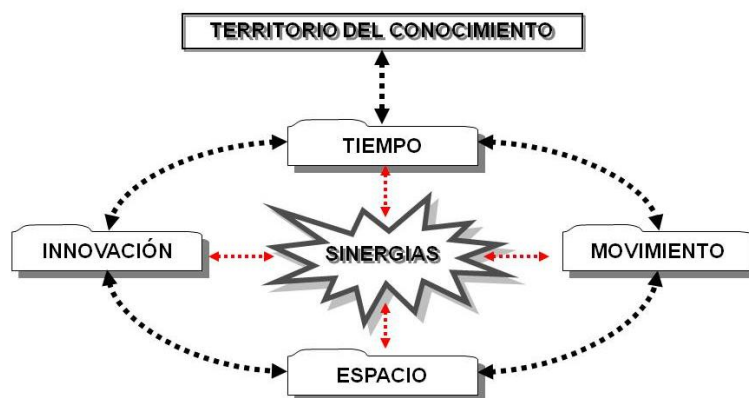 TERRITORIO DEL CONOCIMIENTO
TIEMPO
INNOVACIÓN
SINERGIAS
MOVIMIENTO
ESPACIO